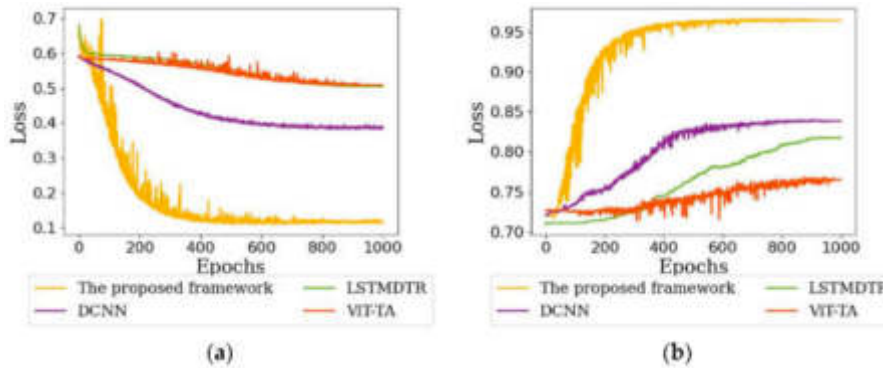 0.7
0.6
0.5
0.4
0.3
0.2
0.1
Loss
0 200 400 600 800 1000
Epochs
The proposed framework LSTMDTR
DCNN ViT-TA
(a)
0.95
0.90
0.85
0.80
0.75
0.70
Loss
0 200 400 600 800 1000
Epochs
The proposed framework LSTMDTR
DCNN ViT-TA
(b)